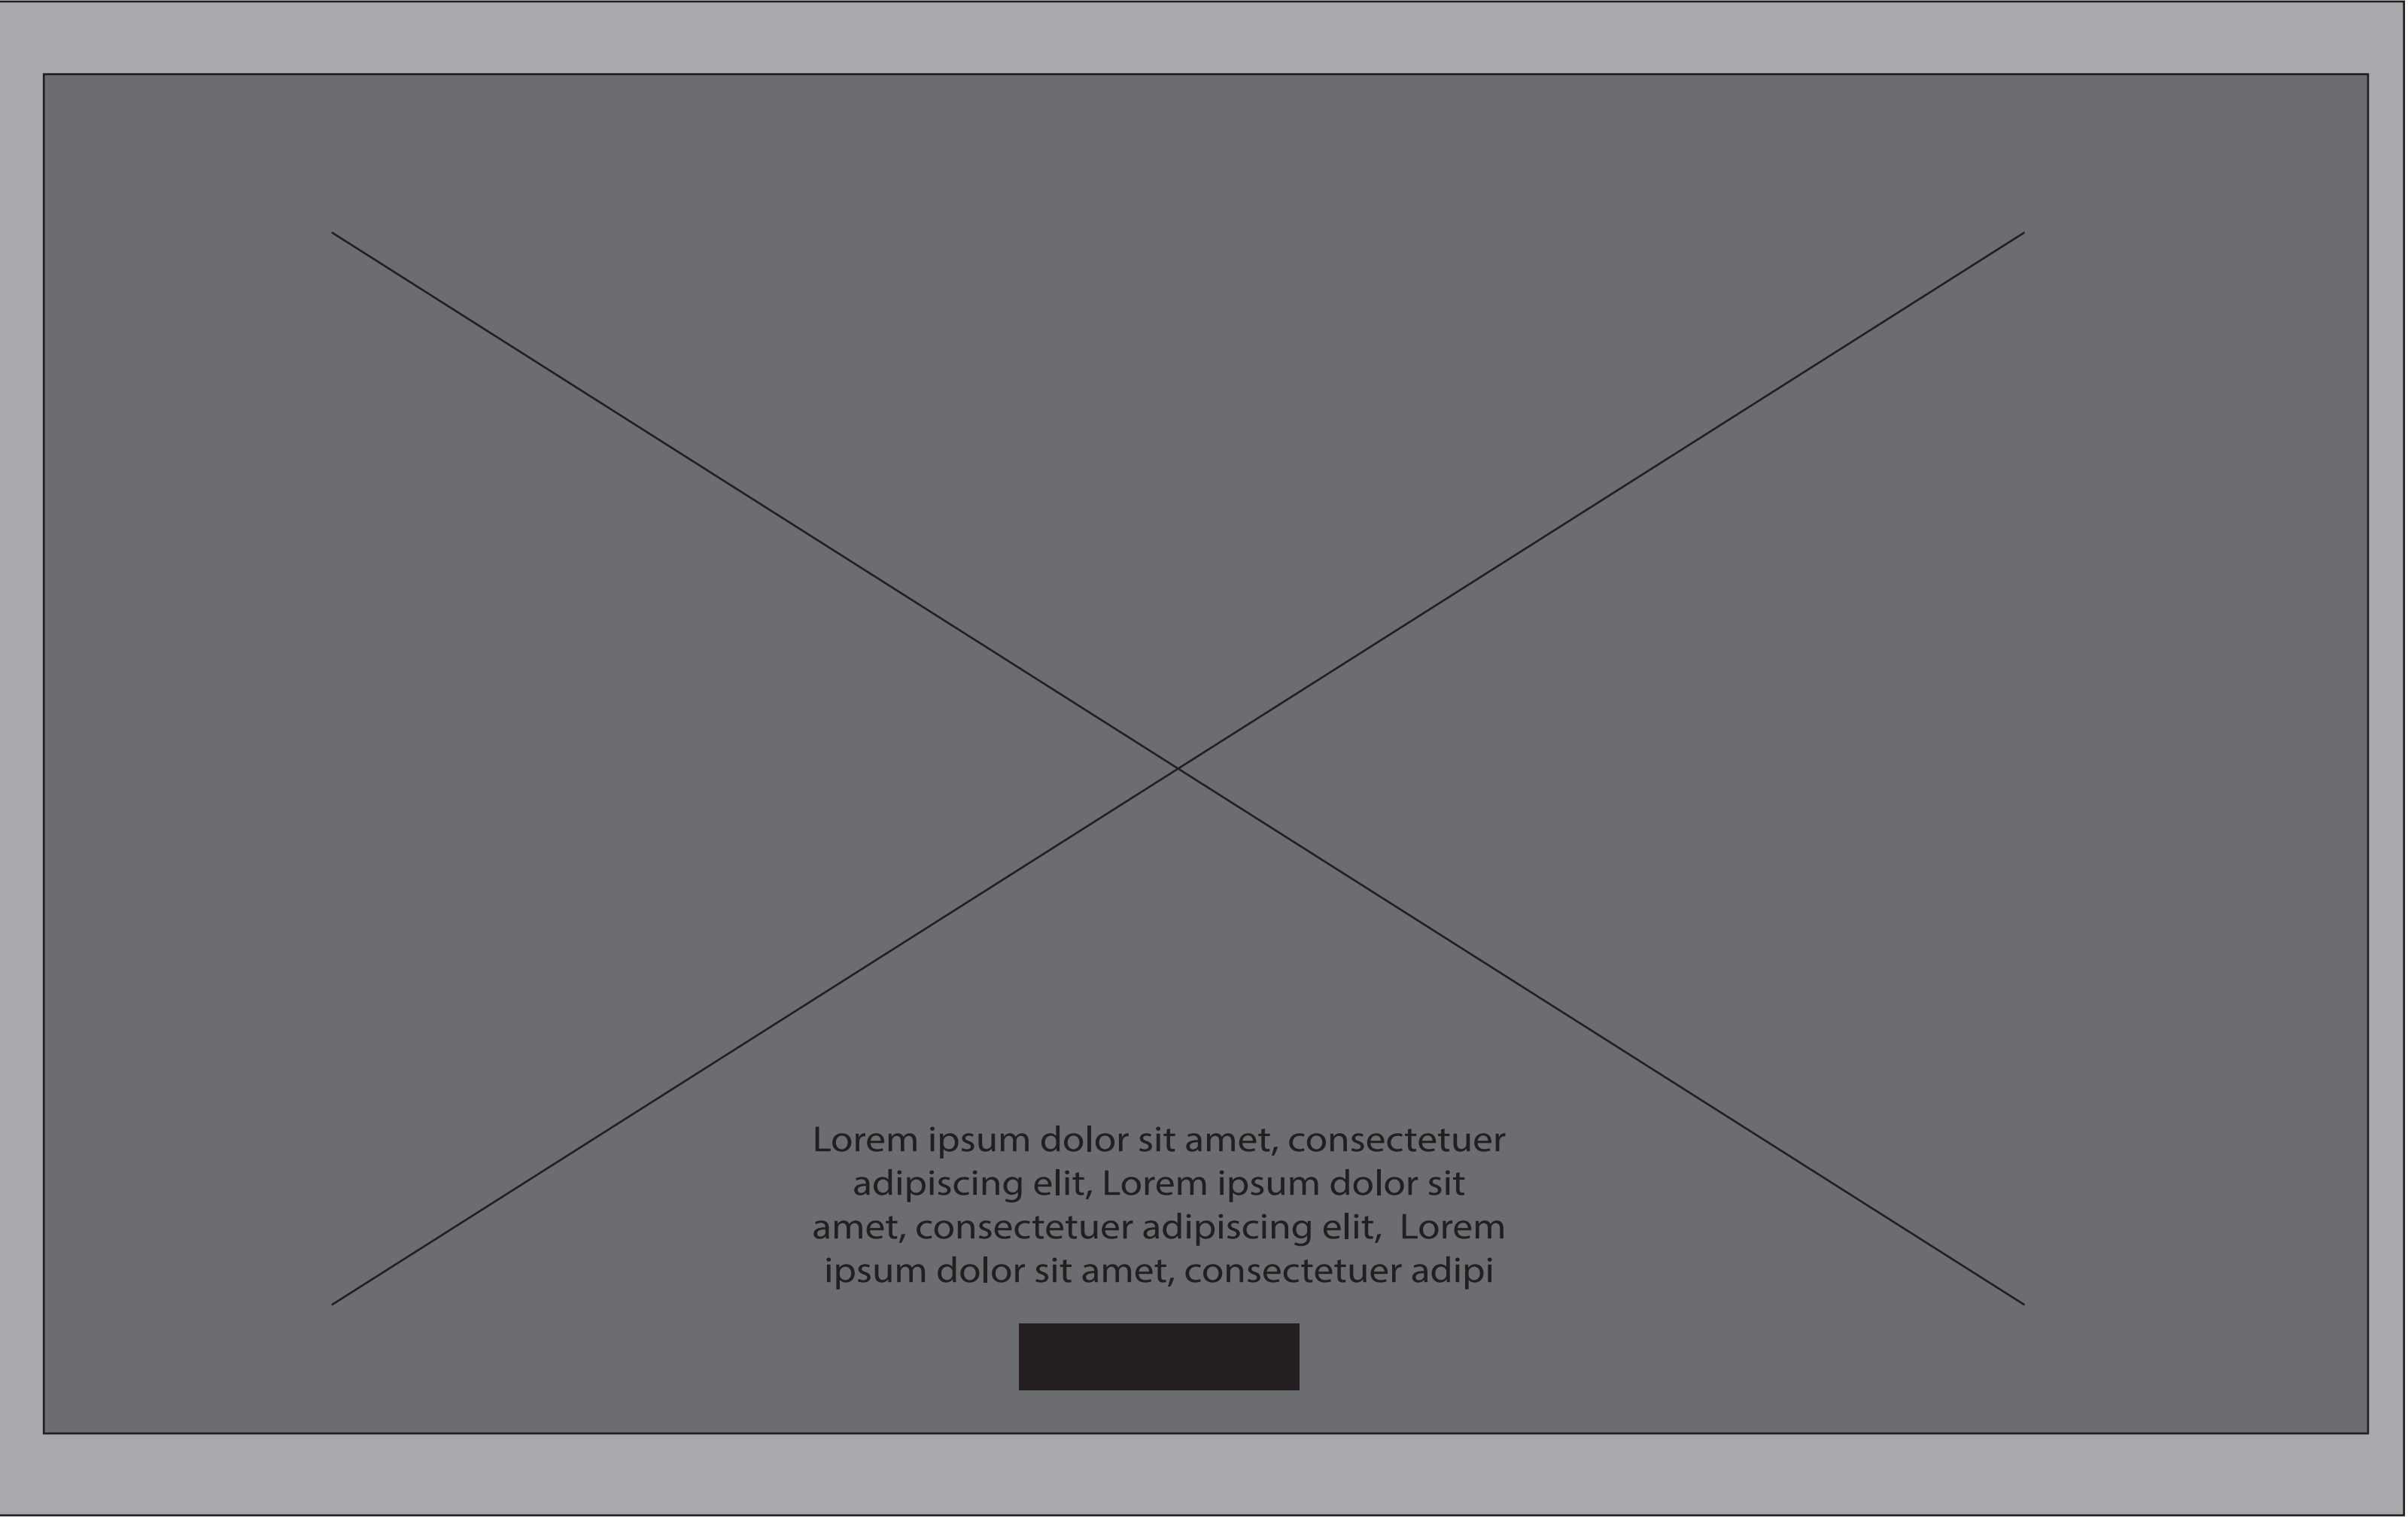 Lorem ipsum dolor sit amet, consectetuer
adipiscing elit, Lorem ipsum dolor sit
amet, consectetuer adipiscing elit,  Lorem
ipsum dolor sit amet, consectetuer adipi